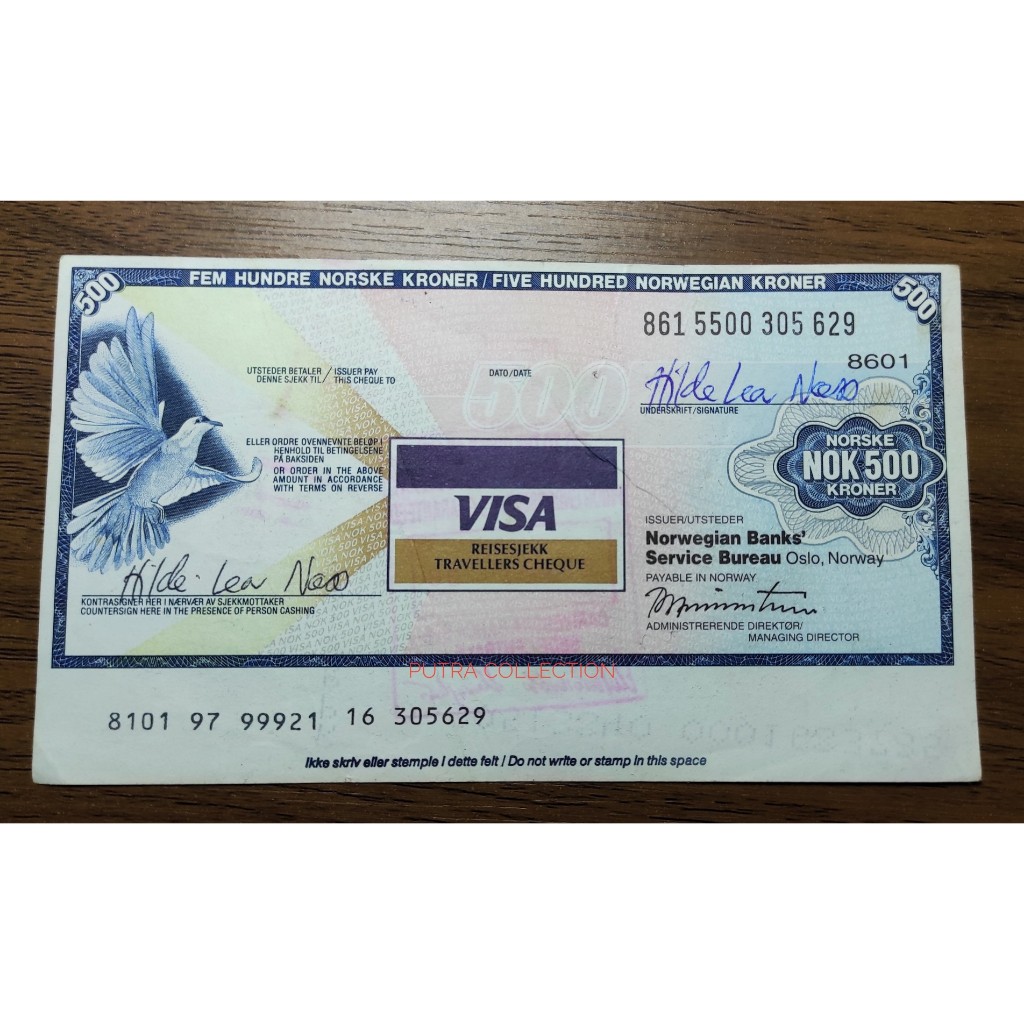 FEM HUNDRE NORSKE KRONER / FIVE HUNDRED NORWEGIAN KRONER
500
500
861 5500 305 629
8601
UTSTEDER BETALER / ISSUER PAY
DENNE SJEKK TIL / THIS CHEQUE TO
DATO/DATE
500
Hilde Lea Næss
UNDERSKRIFT/SIGNATURE
ELLER ORDRE OVENNEVNTE BELØP I
HENHOLD TIL BETINGELSENE
PÅ BAKSIDEN
OR ORDER IN THE ABOVE
AMOUNT IN ACCORDANCE
WITH TERMS ON REVERSE
VISA
REISESJEKK
TRAVELLERS CHEQUE
NORSKE
NOK 500
KRONER
ISSUER/UTSTEDER
Norwegian Banks'
Service Bureau Oslo, Norway
PAYABLE IN NORWAY
ADMINISTRERENDE DIREKTØR/
MANAGING DIRECTOR
Hilde Lea Næss
KONTRASIGNER HER I NÆRVÆR AV SJEKKMOTTAKER
COUNTERSIGN HERE IN THE PRESENCE OF PERSON CASHING
PUTRA COLLECTION
8101 97 99921 16 305629
Ikke skriv eller stemple i dette felt / Do not write or stamp in this space